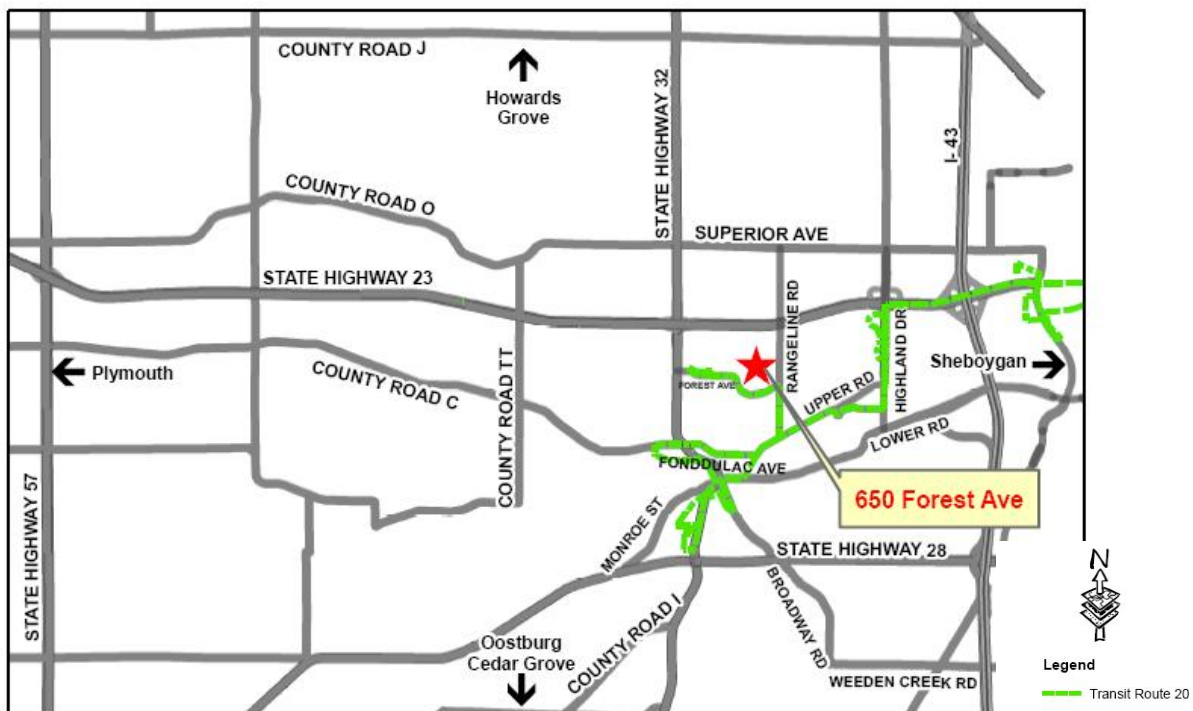 COUNTY ROAD J
Howards
Grove
STATE HIGHWAY 32
I- 43
COUNTY ROAD O
SUPERIOR AVE
STATE HIGHWAY 23
RANGELINE RD
HIGHLAND DR
Plymouth
COUNTY ROAD C
COUNTY ROAD TT
FOREST AVE
UPPER RD
Sheboygan
LOWER RD
FONDDULAC AVE
650 Forest Ave
STATE HIGHWAY 57
MONROE ST
STATE HIGHWAY 28
BROADWAY RD
COUNTY ROAD I
Oostburg
Cedar Grove
WEEDEN CREEK RD
N
Legend
Transit Route 20